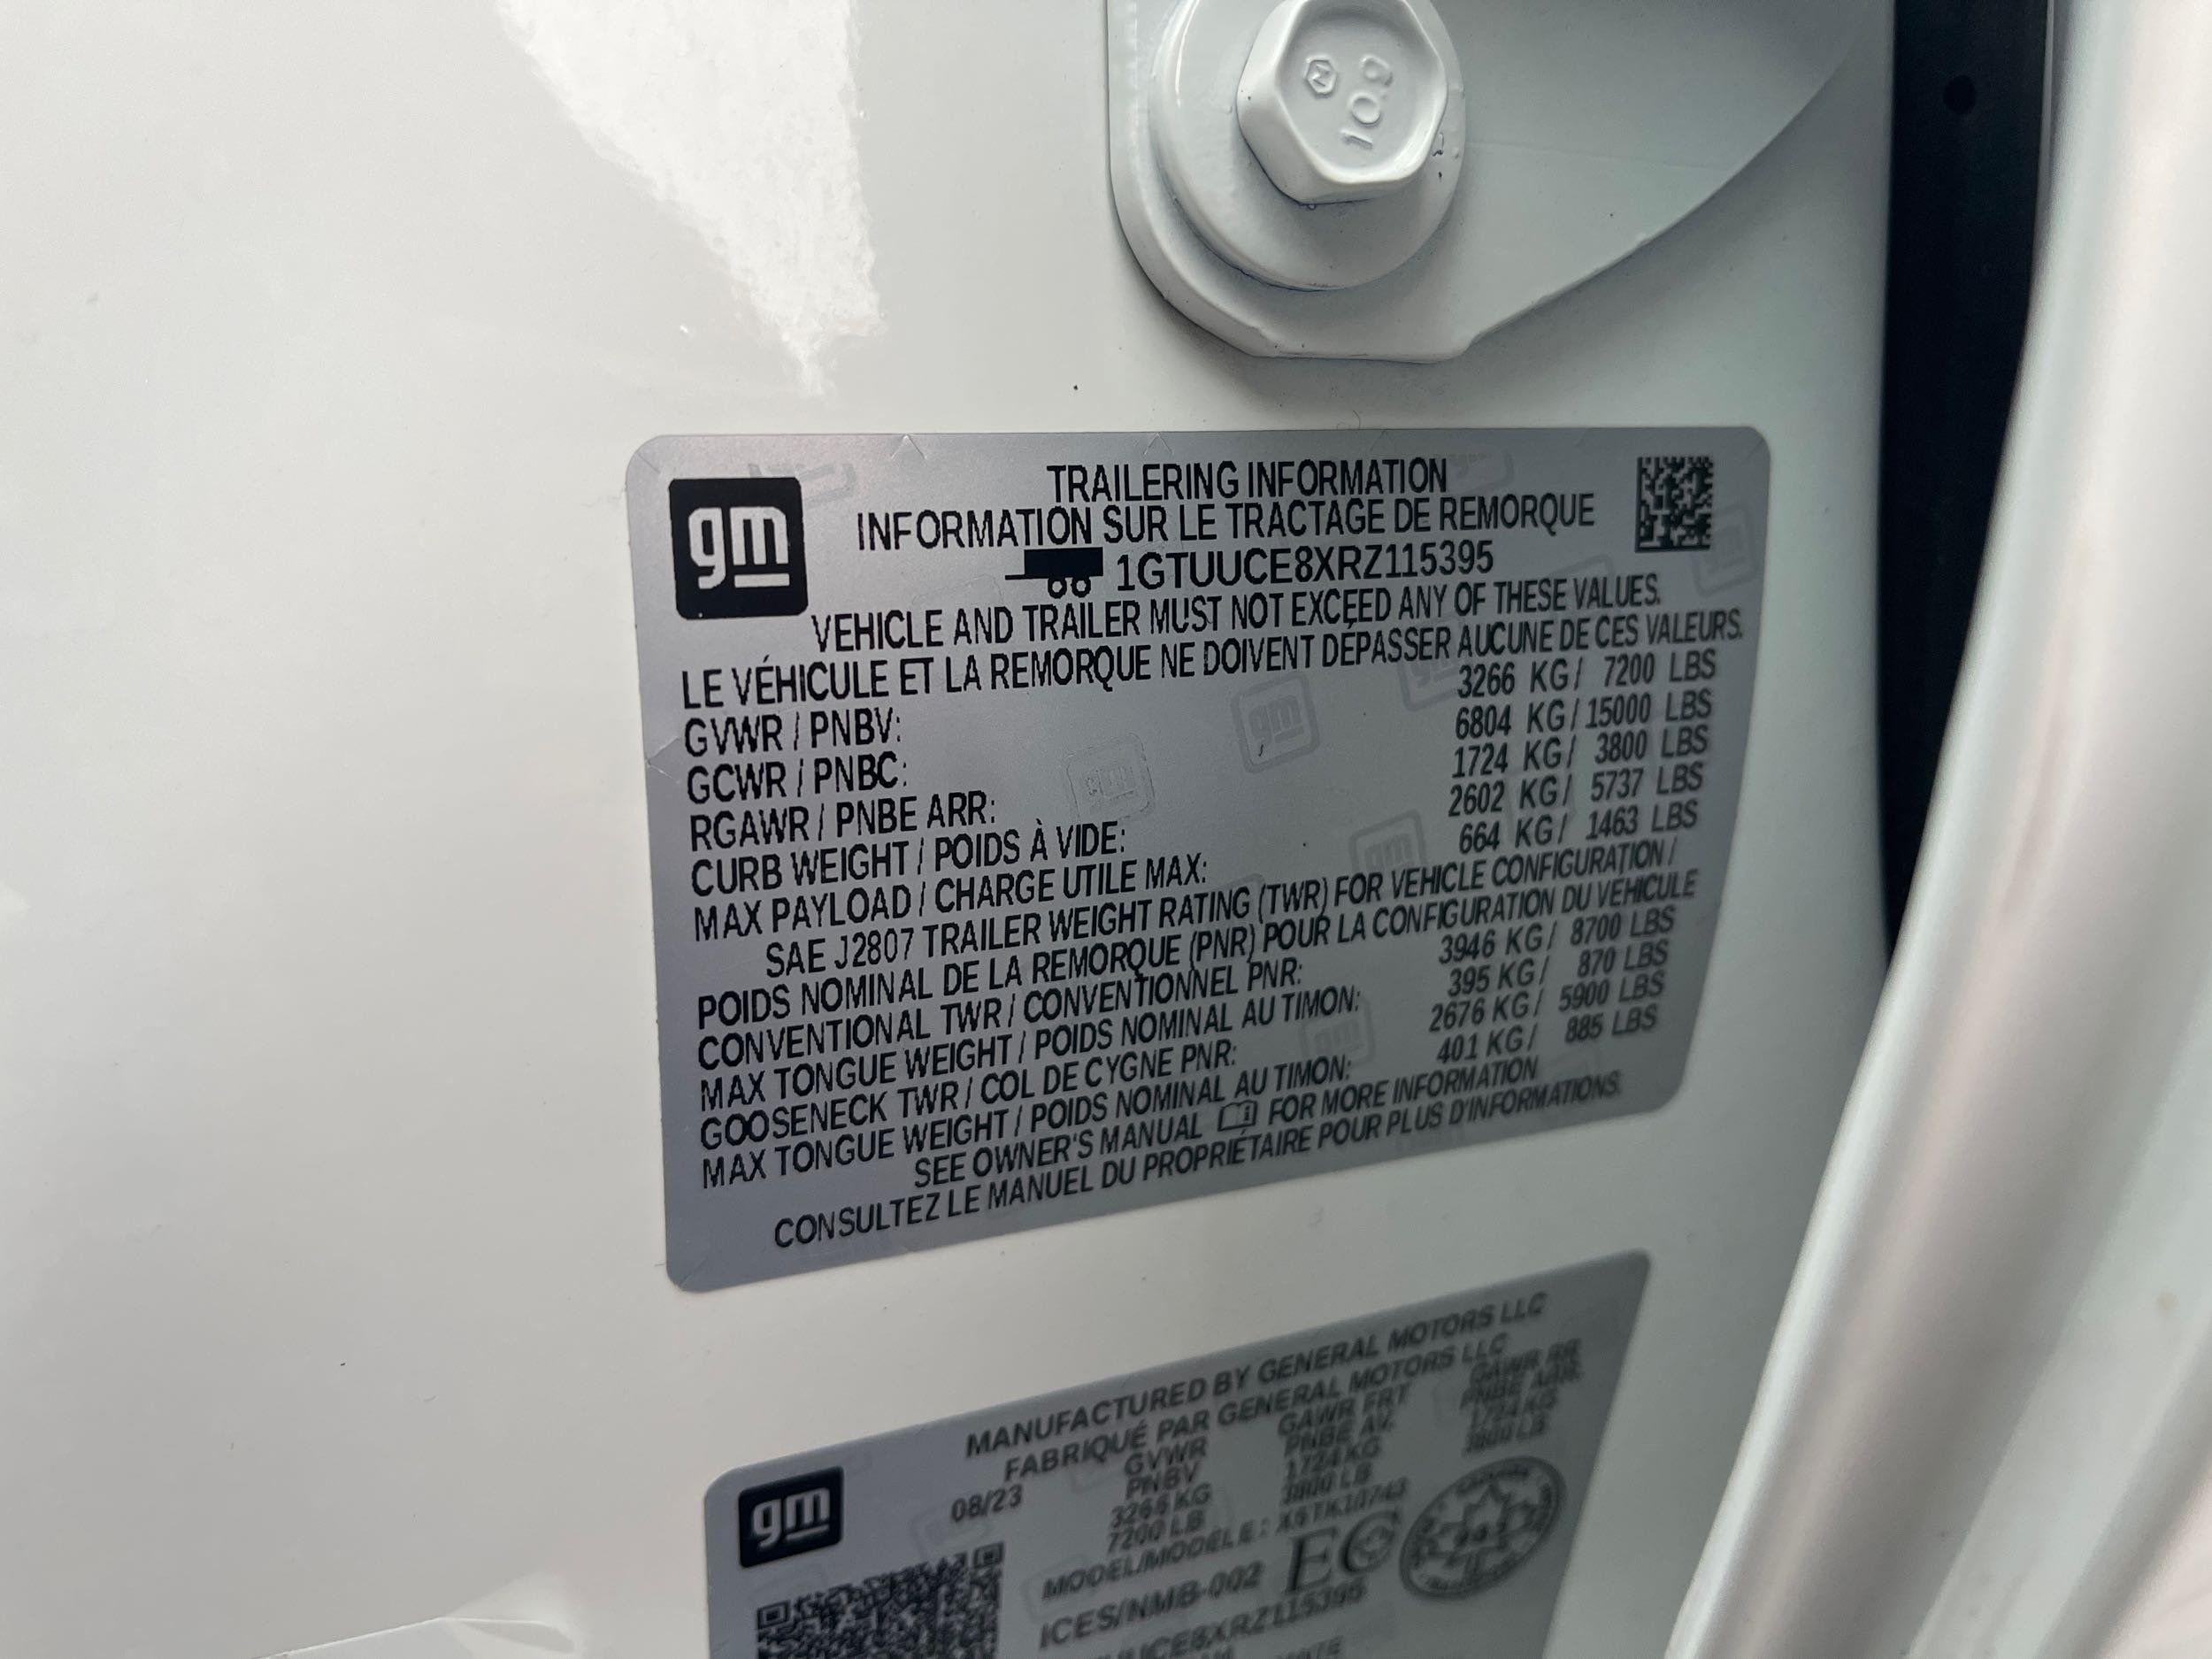 10.9
gm
TRAILERING INFORMATION
INFORMATION SUR LE TRACTAGE DE REMORQUE
1GTUUCE8XRZ115395
VEHICLE AND TRAILER MUST NOT EXCEED ANY OF THESE VALUES.
LE VÉHICULE ET LA REMORQUE NE DOIVENT DÉPASSER AUCUNE DE CES VALEURS.
GVWR / PNBV: 3266 KG / 7200 LBS
GCWR / PNBC: 6804 KG / 15000 LBS
RGAWR / PNBE ARR: 1724 KG / 3800 LBS
CURB WEIGHT / POIDS À VIDE: 2602 KG / 5737 LBS
MAX PAYLOAD / CHARGE UTILE MAX: 664 KG / 1463 LBS
SAE J2807 TRAILER WEIGHT RATING (TWR) FOR VEHICLE CONFIGURATION /
POIDS NOMINAL DE LA REMORQUE (PNR) POUR LA CONFIGURATION DU VEHICULE
CONVENTIONAL TWR / CONVENTIONNEL PNR: 3946 KG / 8700 LBS
MAX TONGUE WEIGHT / POIDS NOMINAL AU TIMON: 395 KG / 870 LBS
GOOSENECK TWR / COL DE CYGNE PNR: 2676 KG / 5900 LBS
MAX TONGUE WEIGHT / POIDS NOMINAL AU TIMON: 401 KG / 885 LBS
SEE OWNER'S MANUAL FOR MORE INFORMATION
CONSULTEZ LE MANUEL DU PROPRIÉTAIRE POUR PLUS D'INFORMATIONS.
gm
MANUFACTURED BY GENERAL MOTORS LLC
FABRIQUÉ PAR GENERAL MOTORS LLC
08/23 GVWR GAWR FRT GAWR RR
PNBV PNBE AV. PNBE ARR.
3266 KG 1724 KG 1724 KG
7200 LB 3800 LB 3800 LB
MODEL/MODÈLE:
ICES/NMB-002 EC
UCE8XRZ115395